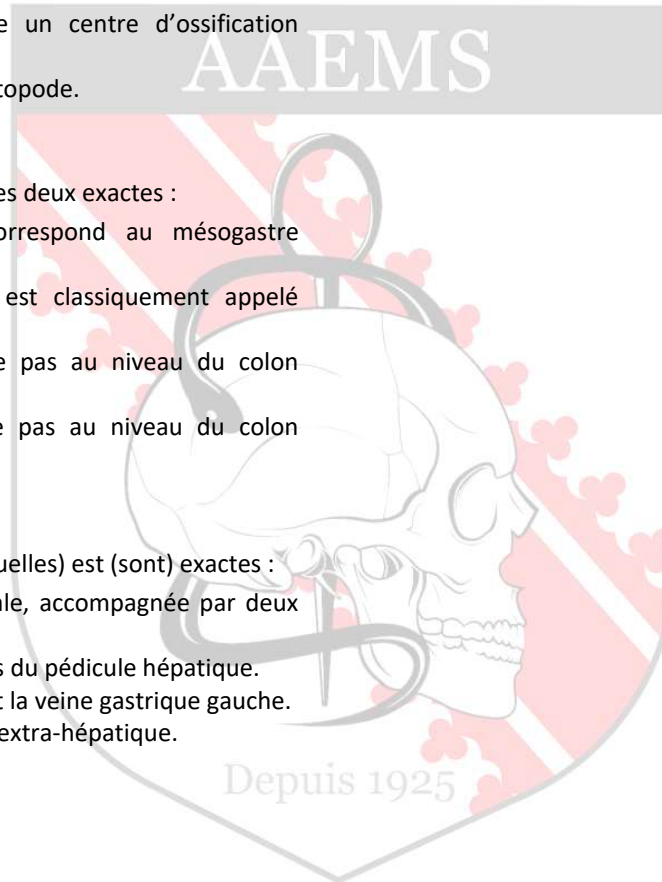 e un centre d’ossification
AAEMS
topode.
es deux exactes :
orrespond au mésogastre
est classiquement appelé
e pas au niveau du colon
e pas au niveau du colon
uelles) est (sont) exactes :
ale, accompagnée par deux
s du pédicule hépatique.
t la veine gastrique gauche.
extra-hépatique.
Depuis 1925